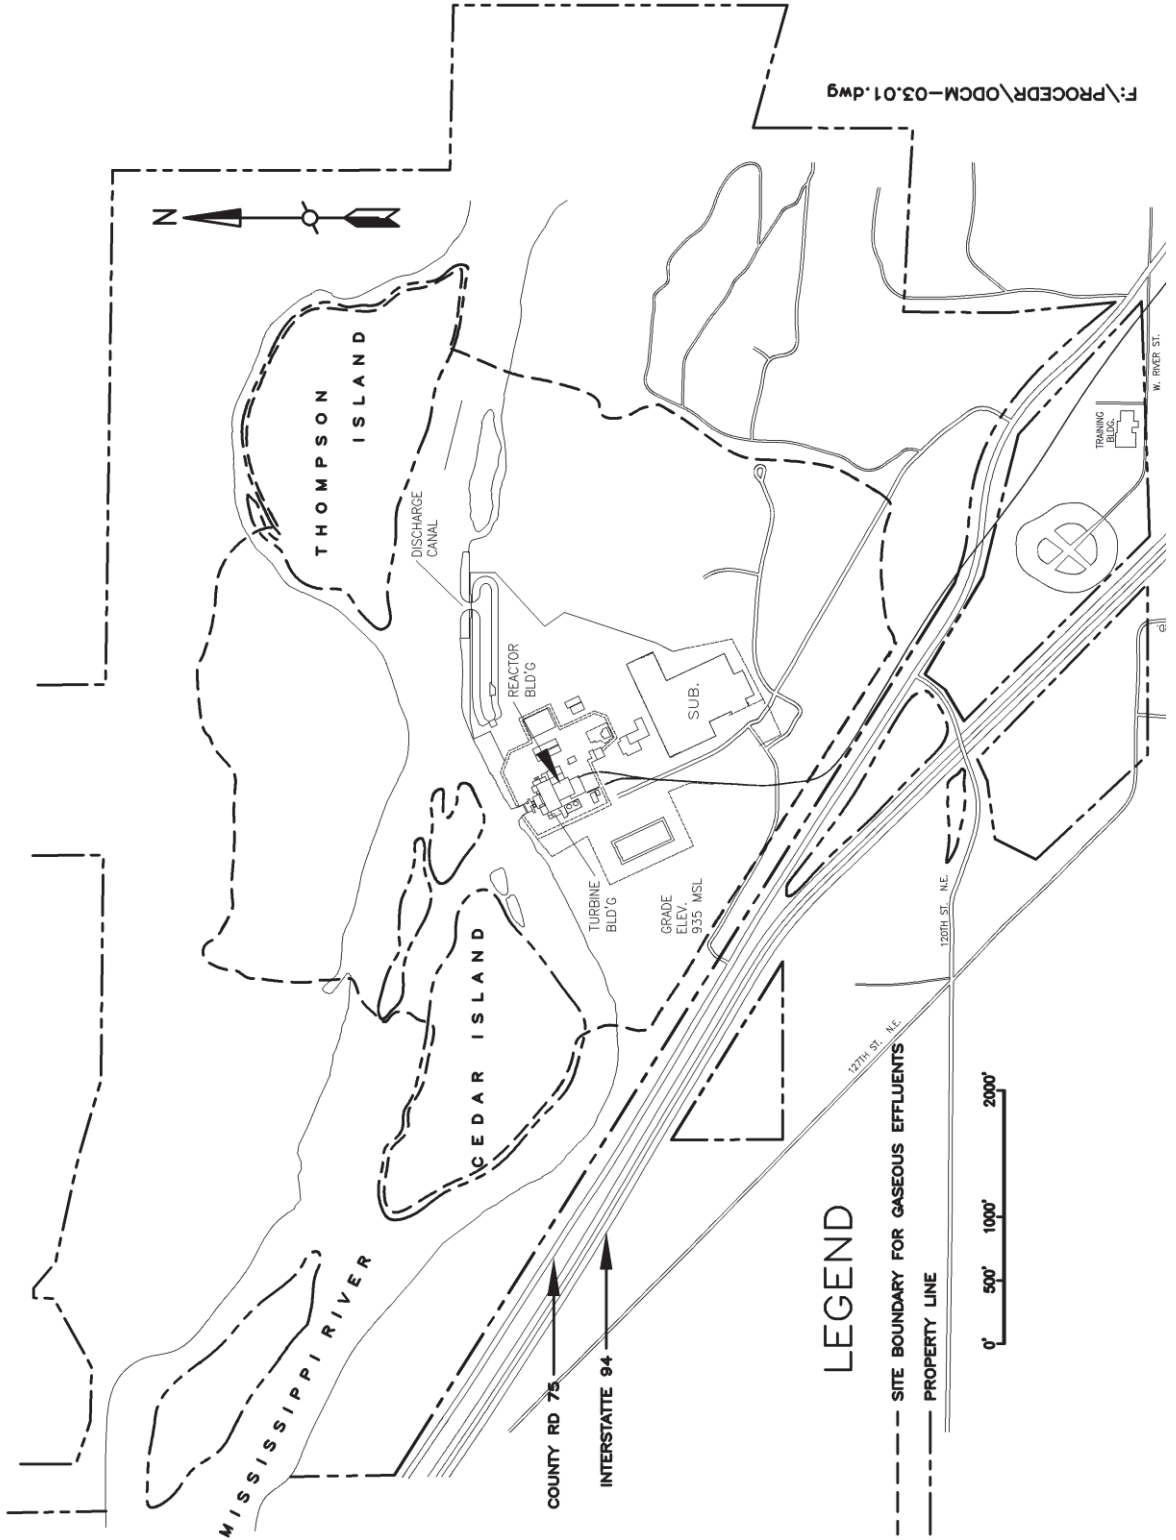 F:\PROCEDR\ODCM-03.01.dwg
N
THOMPSON
ISLAND
DISCHARGE
CANAL
REACTOR
BLD'G
SUB.
TRAINING
BLDG.
W. RIVER ST.
TURBINE
BLD'G
GRADE
ELEV.
935 MSL
CEDAR ISLAND
120TH ST. N.E.
127TH ST. N.E.
MISSISSIPPI RIVER
COUNTY RD 75
INTERSTATTE 94
LEGEND
SITE BOUNDARY FOR GASEOUS EFFLUENTS
PROPERTY LINE
0' 500' 1000' 2000'